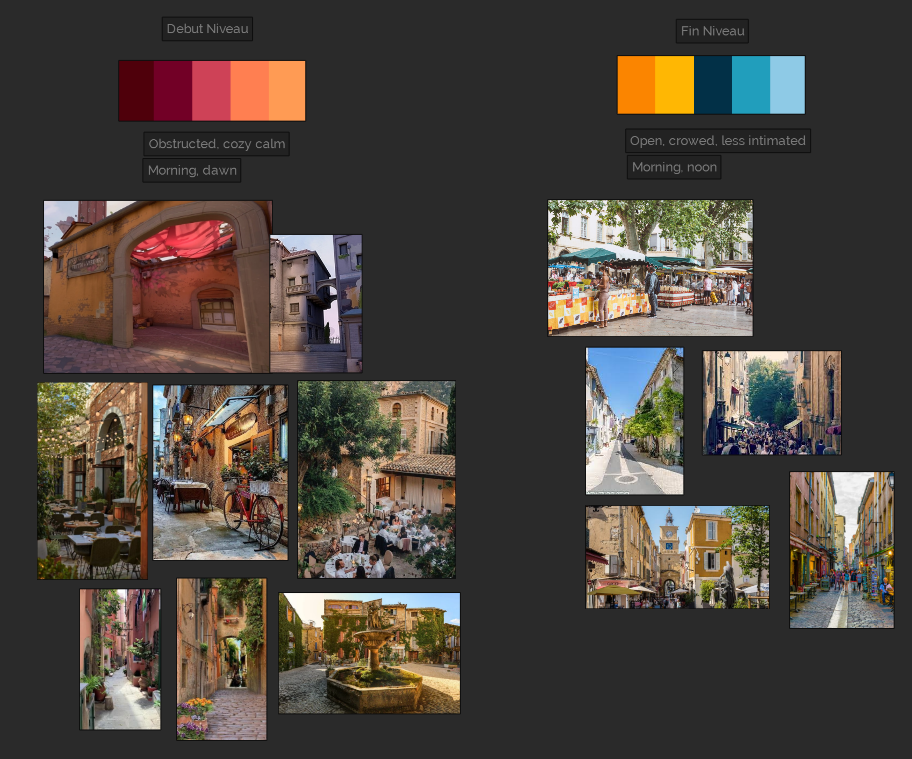 Debut Niveau
Obstructed, cozy calm
Morning, dawn
Fin Niveau
Open, crowed, less intimated
Morning, noon